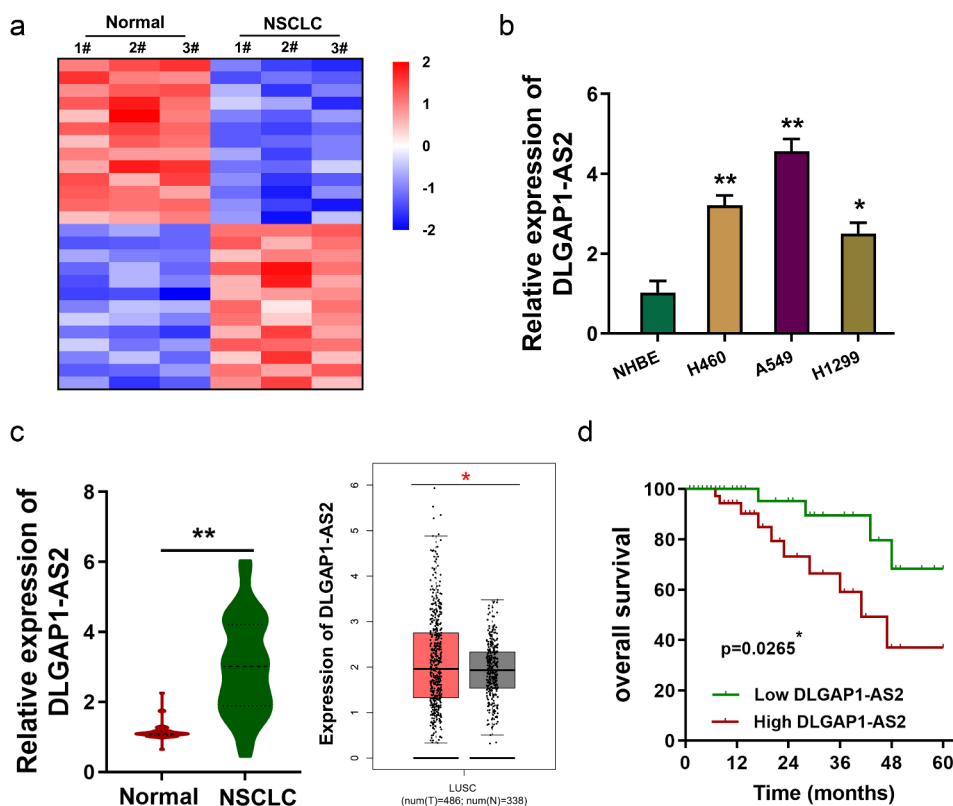 a
Normal NSCLC
1# 2# 3# 1# 2# 3#
2
1
0
-1
-2
b
Relative expression of
DLGAP1-AS2
6
4
2
0
**
**
*
NHBE
H460
A549
H1299
c
Relative expression of
DLGAP1-AS2
8
6
4
2
0
**
Normal NSCLC
Expression of DLGAP1-AS2
6
5
4
3
2
1
0
*
LUSC
(num(T)=486; num(N)=338)
d
overall survival
100
80
60
40
20
0
p=0.0265*
Low DLGAP1-AS2
High DLGAP1-AS2
0 12 24 36 48 60
Time (months)